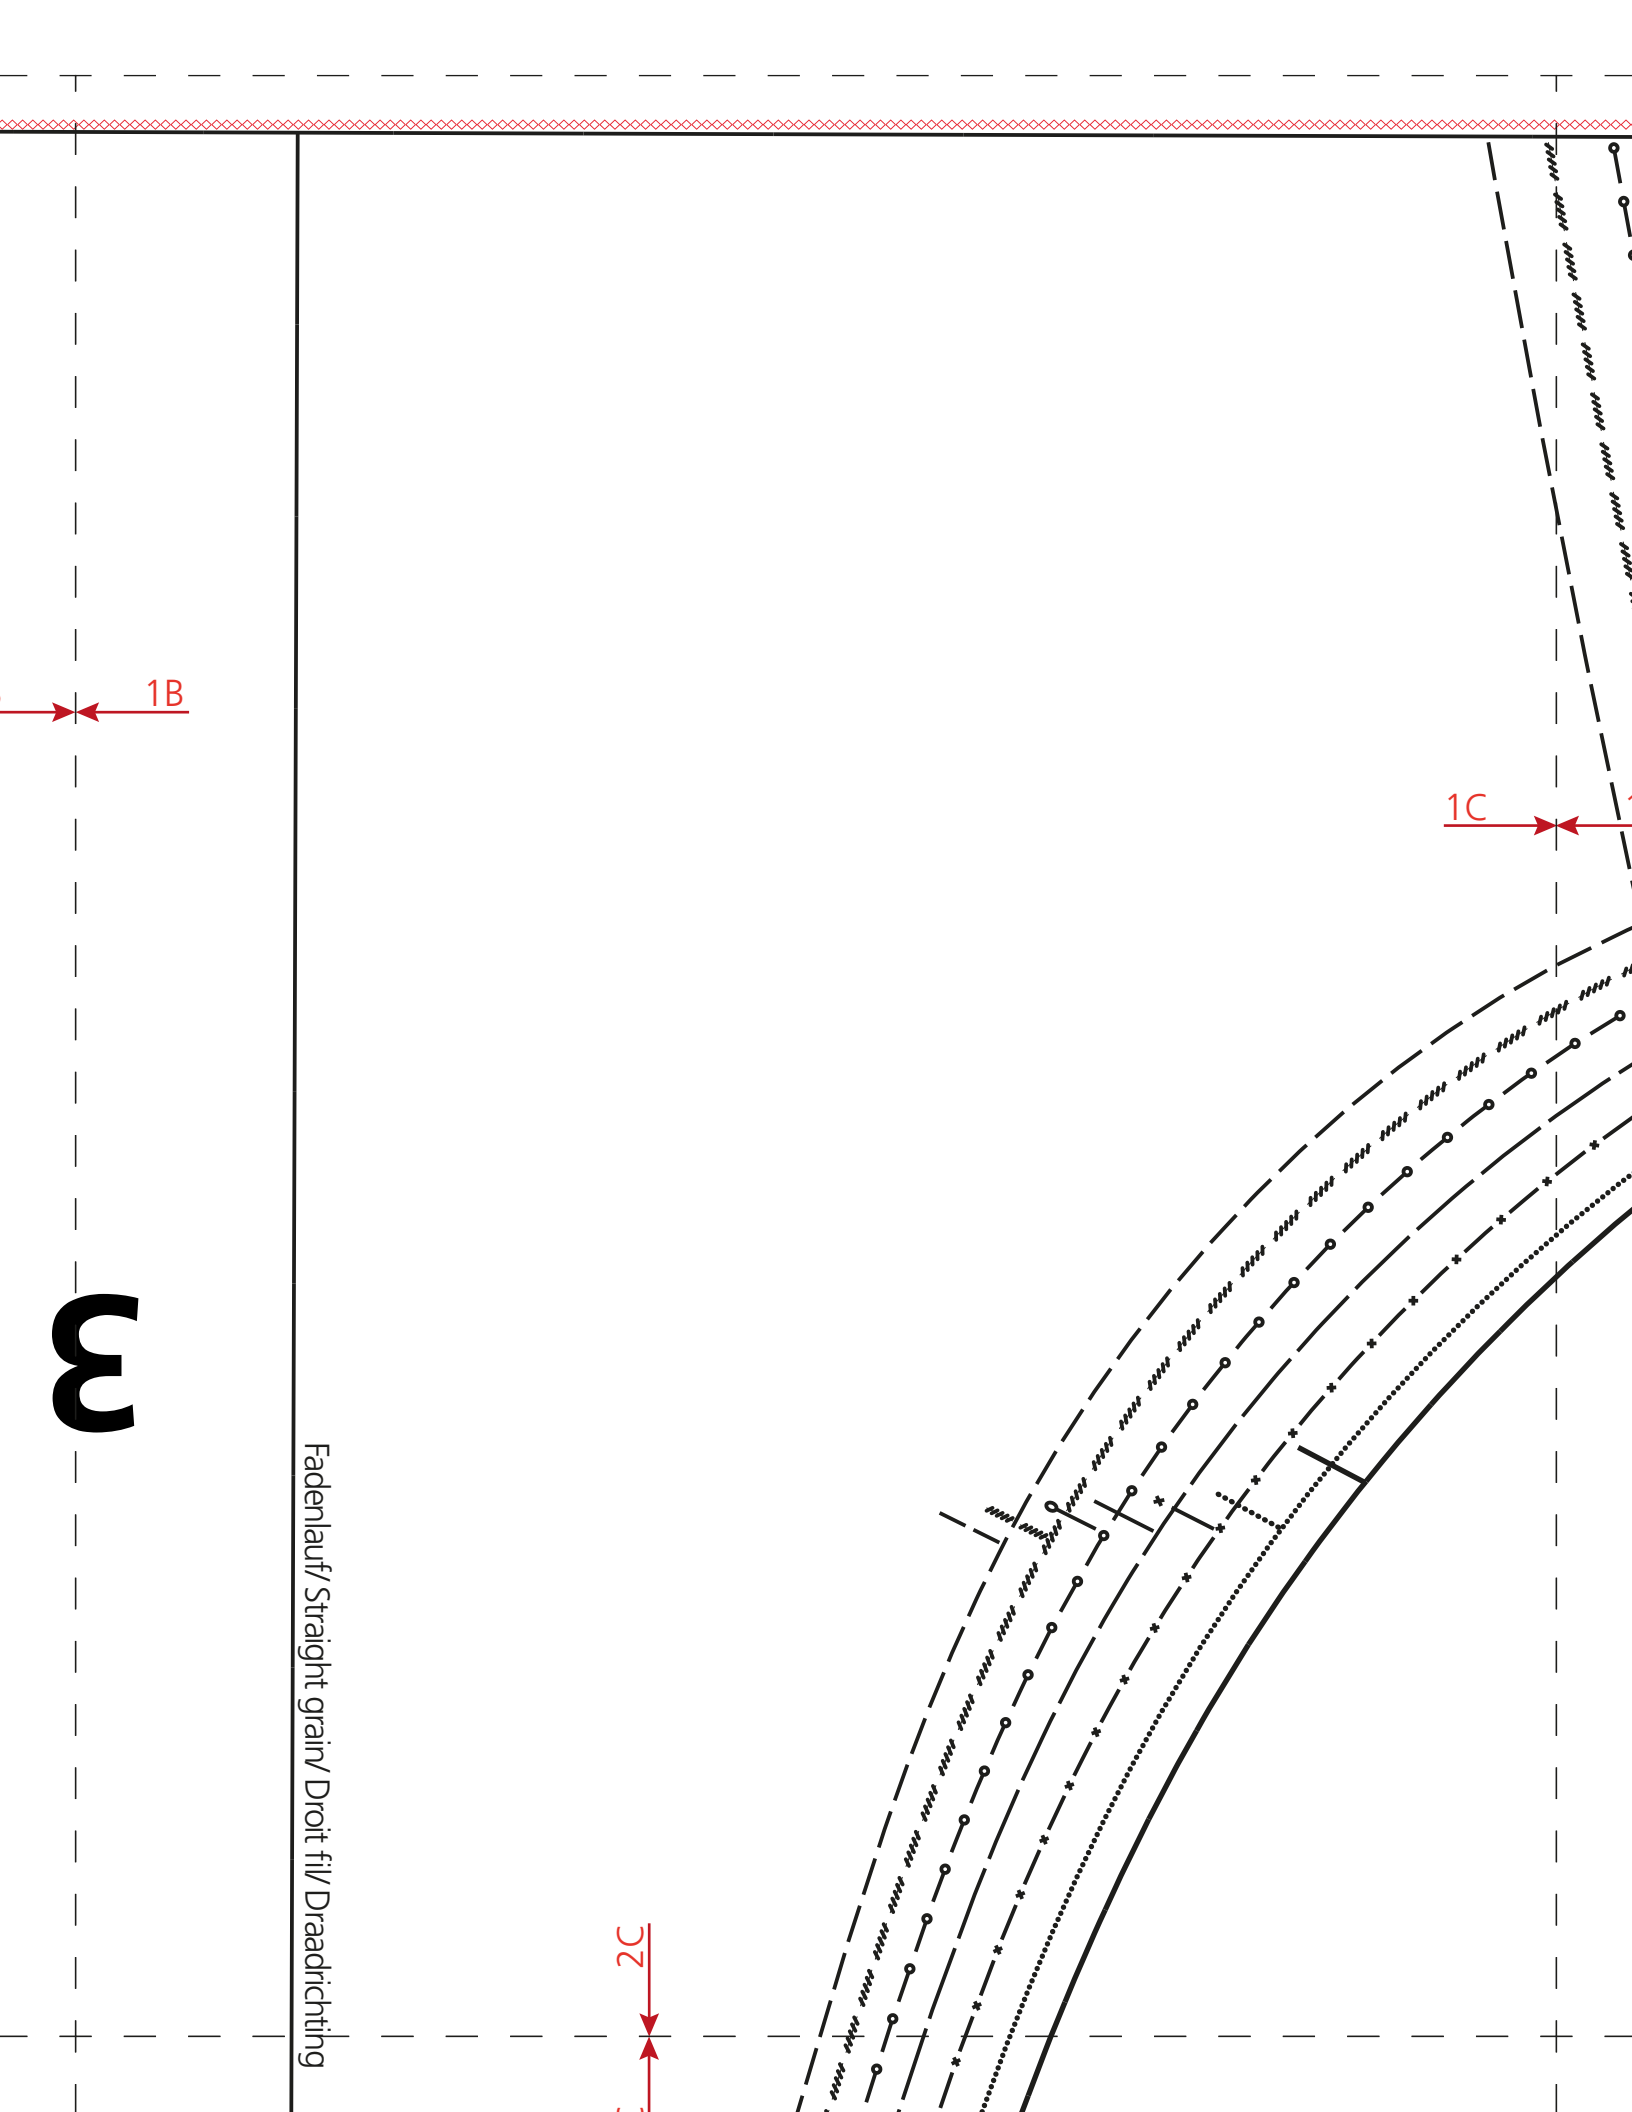 1B
1C
3
Fadenlauf/ Straight grain/ Droit fil/ Draadrichting
2C